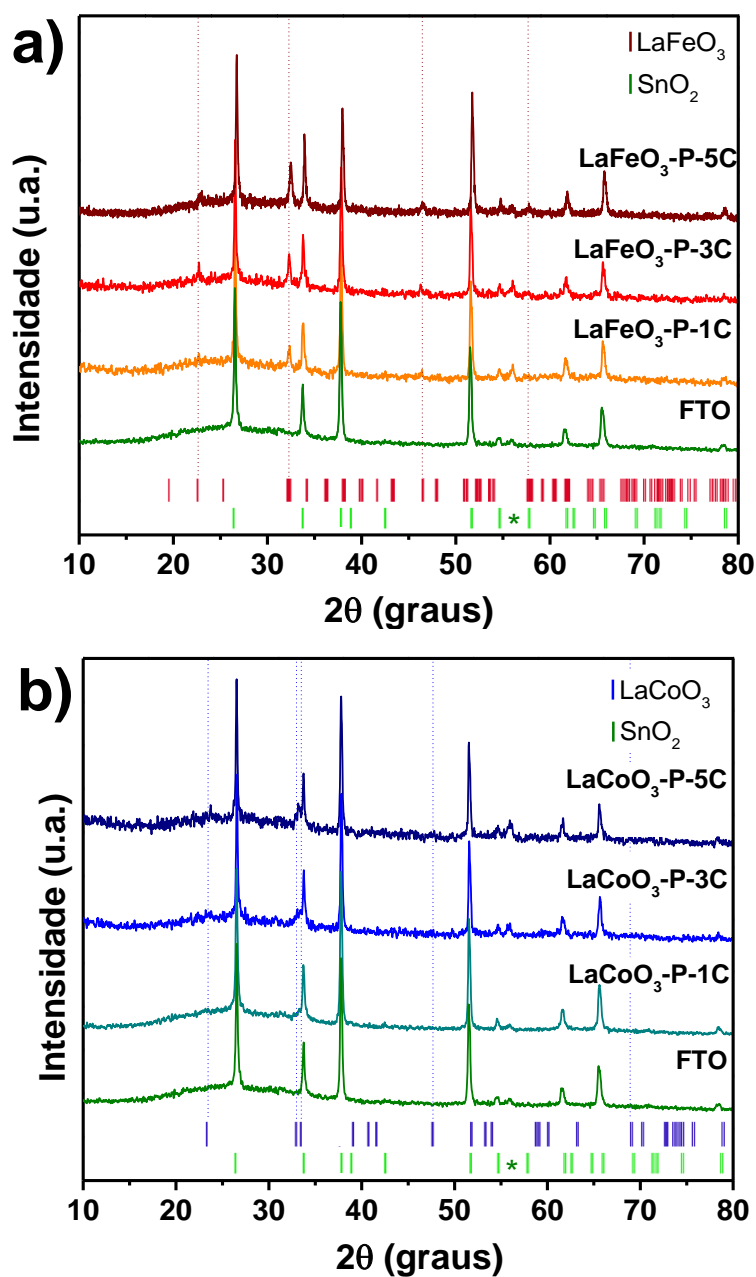 a)
LaFeO₃
SnO₂
LaFeO₃-P-5C
LaFeO₃-P-3C
LaFeO₃-P-1C
FTO
Intensidade (u.a.)
*
10 20 30 40 50 60 70 80
2θ (graus)
b)
LaCoO₃
SnO₂
LaCoO₃-P-5C
LaCoO₃-P-3C
LaCoO₃-P-1C
FTO
Intensidade (u.a.)
*
10 20 30 40 50 60 70 80
2θ (graus)